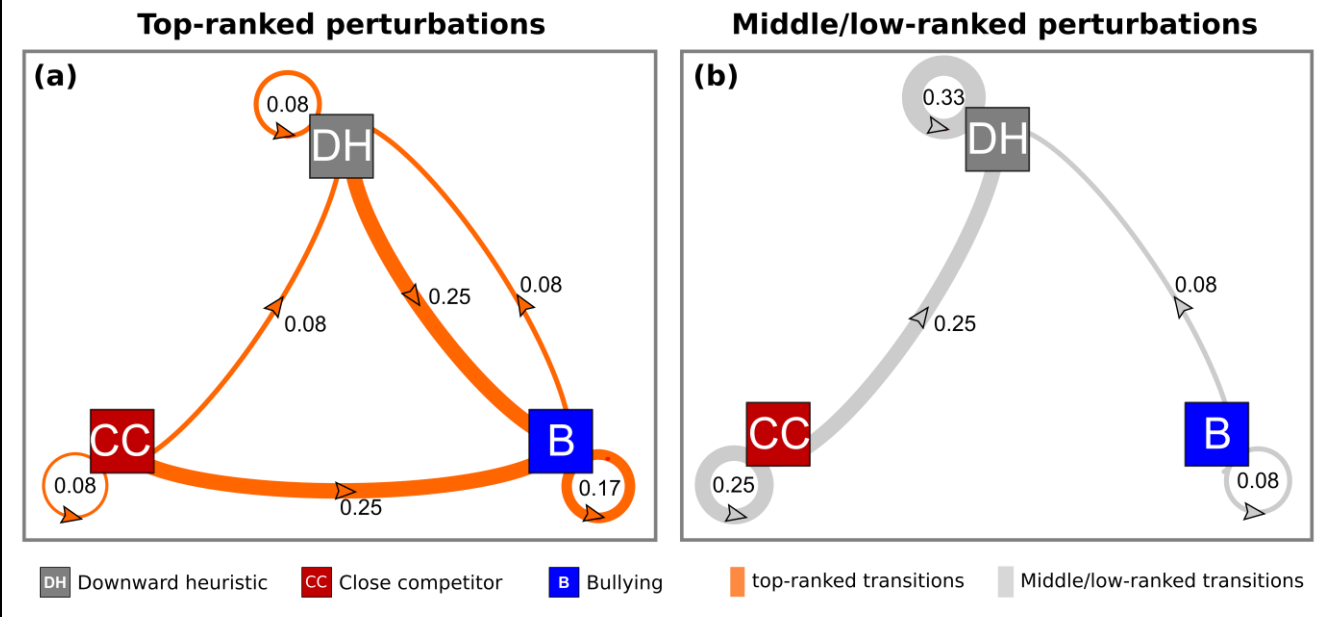 Top-ranked perturbations
Middle/low-ranked perturbations
(a)
0.08
DH
0.25
0.08
0.08
CC
B
0.08
0.25
0.17
(b)
0.33
DH
0.08
0.25
CC
B
0.25
0.08
DH Downward heuristic
CC Close competitor
B Bullying
top-ranked transitions
Middle/low-ranked transitions